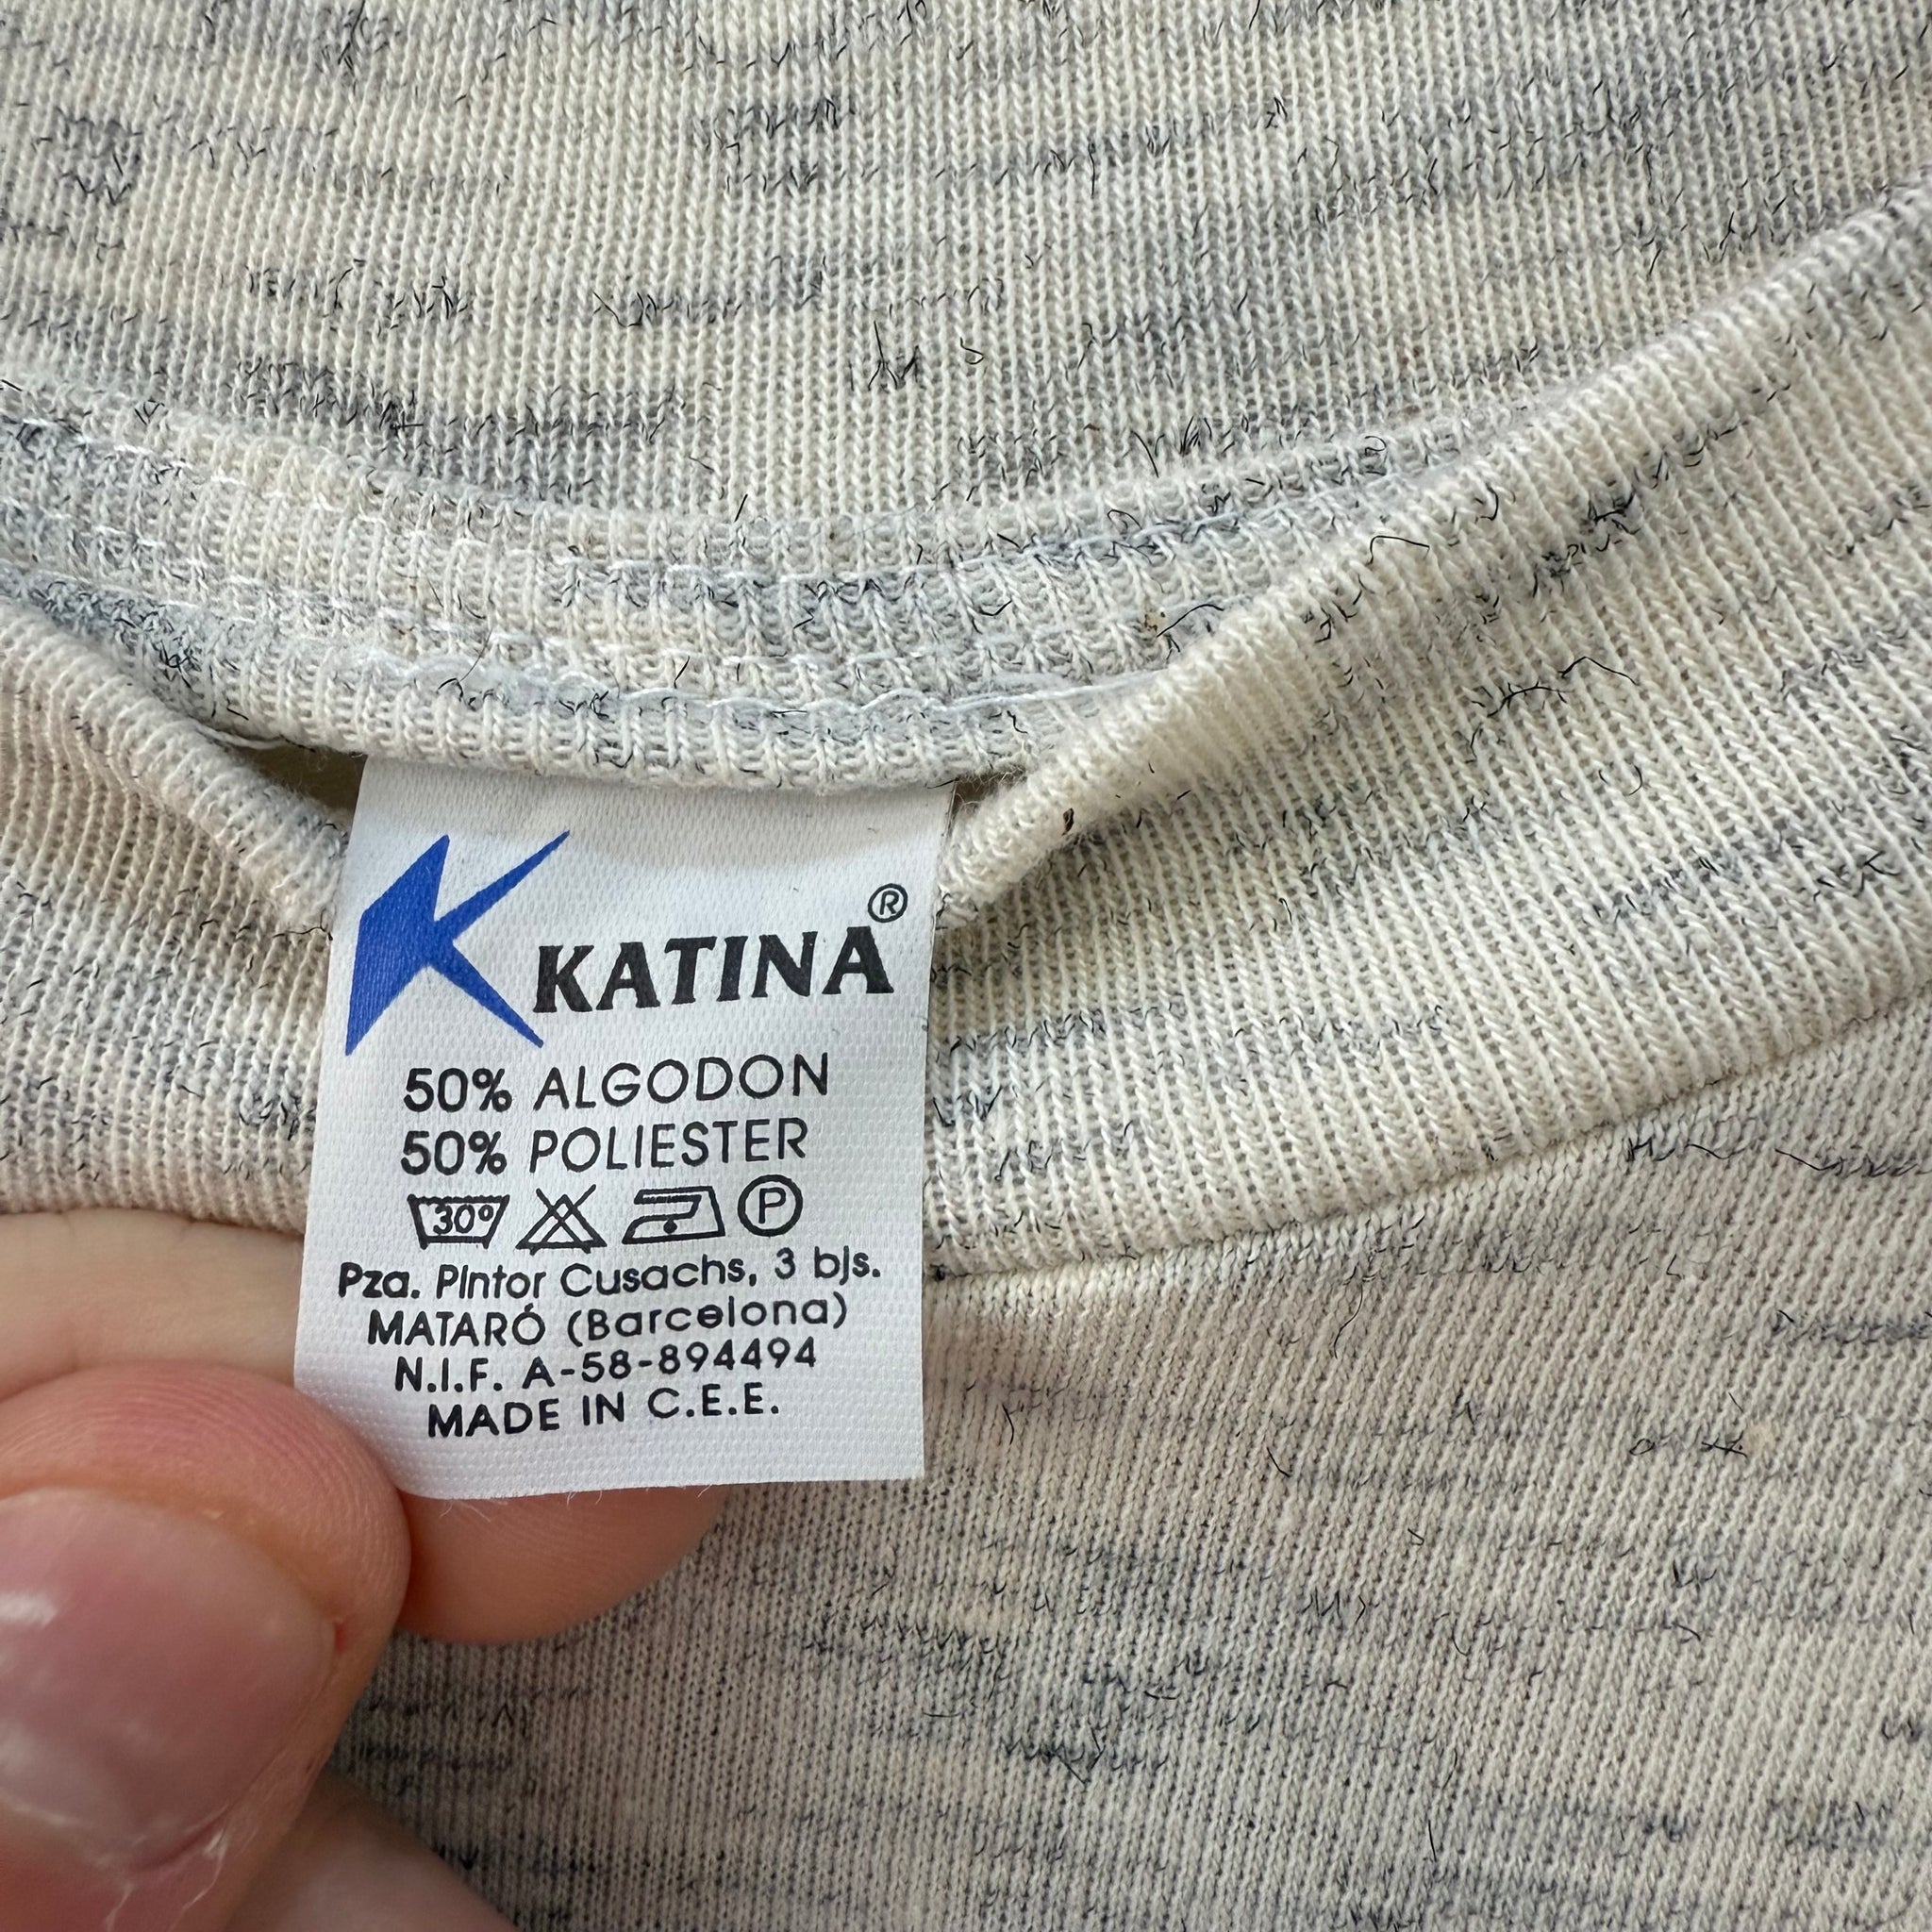 KATINA®
50% ALGODON
50% POLIESTER
30° P
Pza. Pintor Cusachs, 3 bjs.
MATARÓ (Barcelona)
N.I.F. A-58-894494
MADE IN C.E.E.